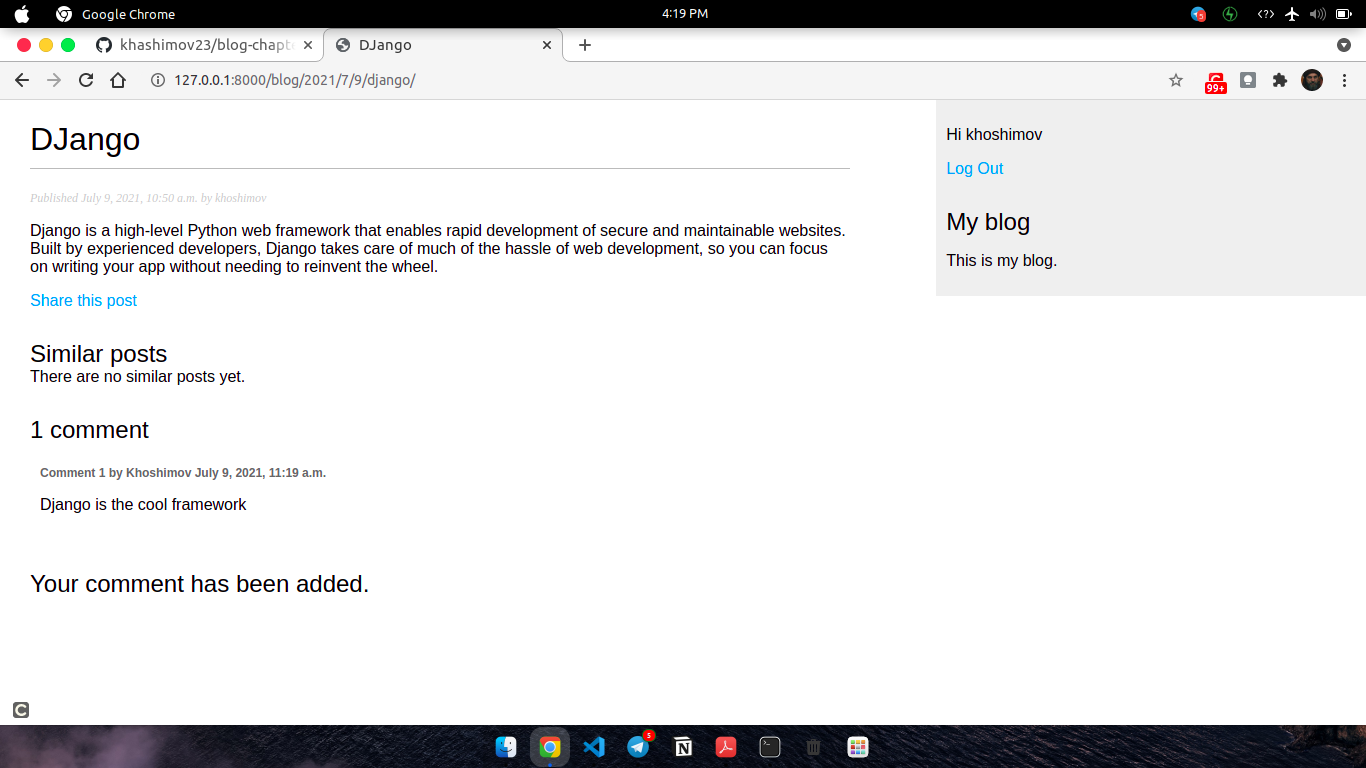 Google Chrome
4:19 PM
5
khashimov23/blog-chapte
DJango
127.0.0.1:8000/blog/2021/7/9/django/
99+
DJango
Published July 9, 2021, 10:50 a.m. by khoshimov
Django is a high-level Python web framework that enables rapid development of secure and maintainable websites.
Built by experienced developers, Django takes care of much of the hassle of web development, so you can focus
on writing your app without needing to reinvent the wheel.
Share this post
Similar posts
There are no similar posts yet.
1 comment
Comment 1 by Khoshimov July 9, 2021, 11:19 a.m.
Django is the cool framework
Your comment has been added.
Hi khoshimov
Log Out
My blog
This is my blog.
5